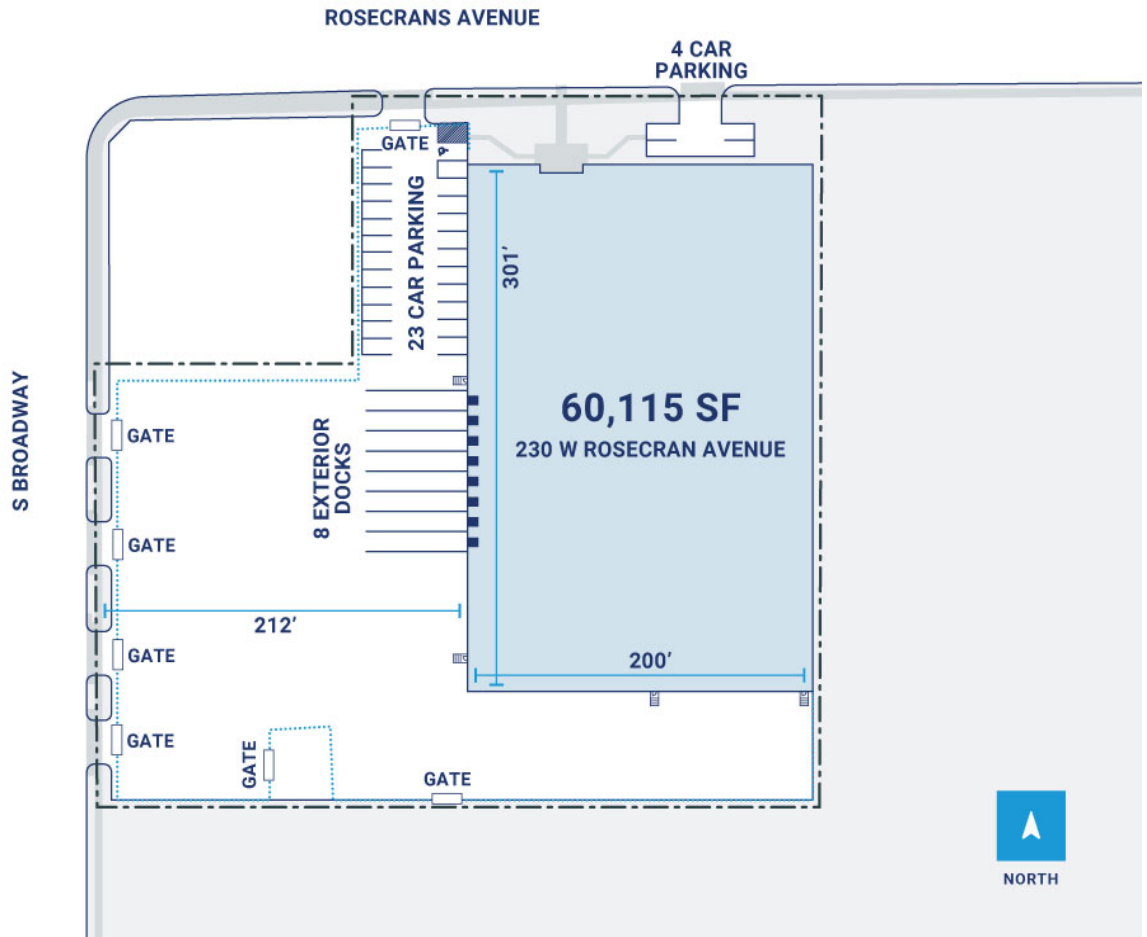 ROSECRANS AVENUE
4 CAR
PARKING
GATE
23 CAR PARKING
301’
S BROADWAY
60,115 SF
230 W ROSECRAN AVENUE
GATE
8 EXTERIOR
DOCKS
GATE
212’
GATE
200’
GATE
GATE
GATE
NORTH